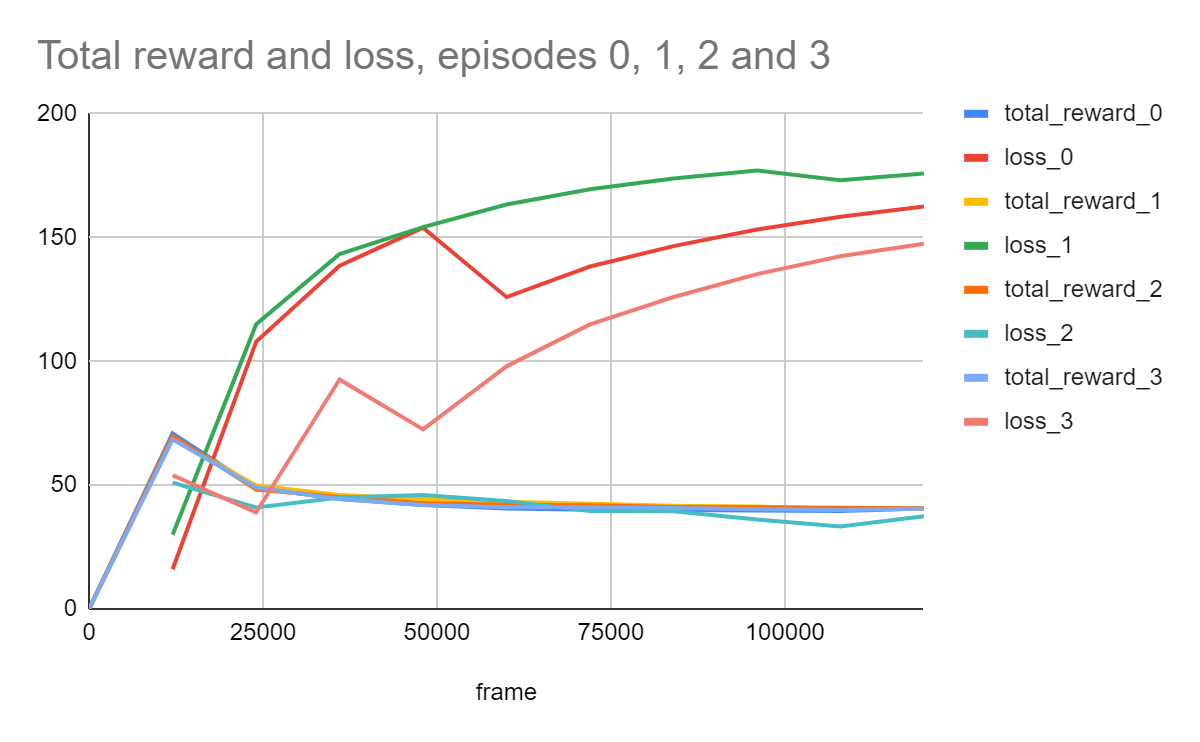 Total reward and loss, episodes 0, 1, 2 and 3
200
150
100
50
0
0 25000 50000 75000 100000
frame
total_reward_0
loss_0
total_reward_1
loss_1
total_reward_2
loss_2
total_reward_3
loss_3